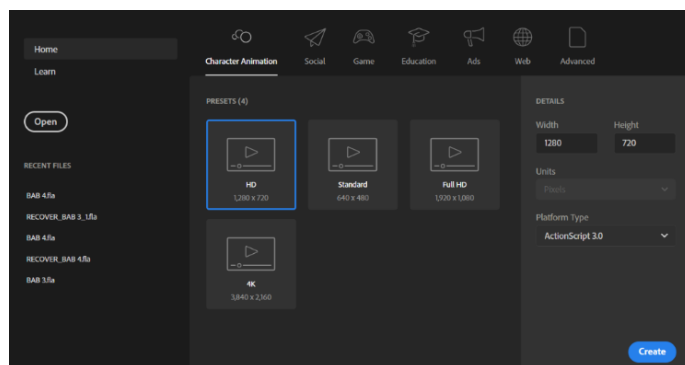 Home
Learn
Open
RECENT FILES
BAB 4.fla
RECOVER_BAB 3_1.fla
BAB 4.fla
RECOVER_BAB 4.fla
BAB 3.fla
Character Animation
Social
Game
Education
Ads
Web
Advanced
PRESETS (4)
HD
1,280 x 720
Standard
640 x 480
Full HD
1,920 x 1,080
4K
3,840 x 2,160
DETAILS
Width Height
1280 720
Units
Pixels
Platform Type
ActionScript 3.0
Create